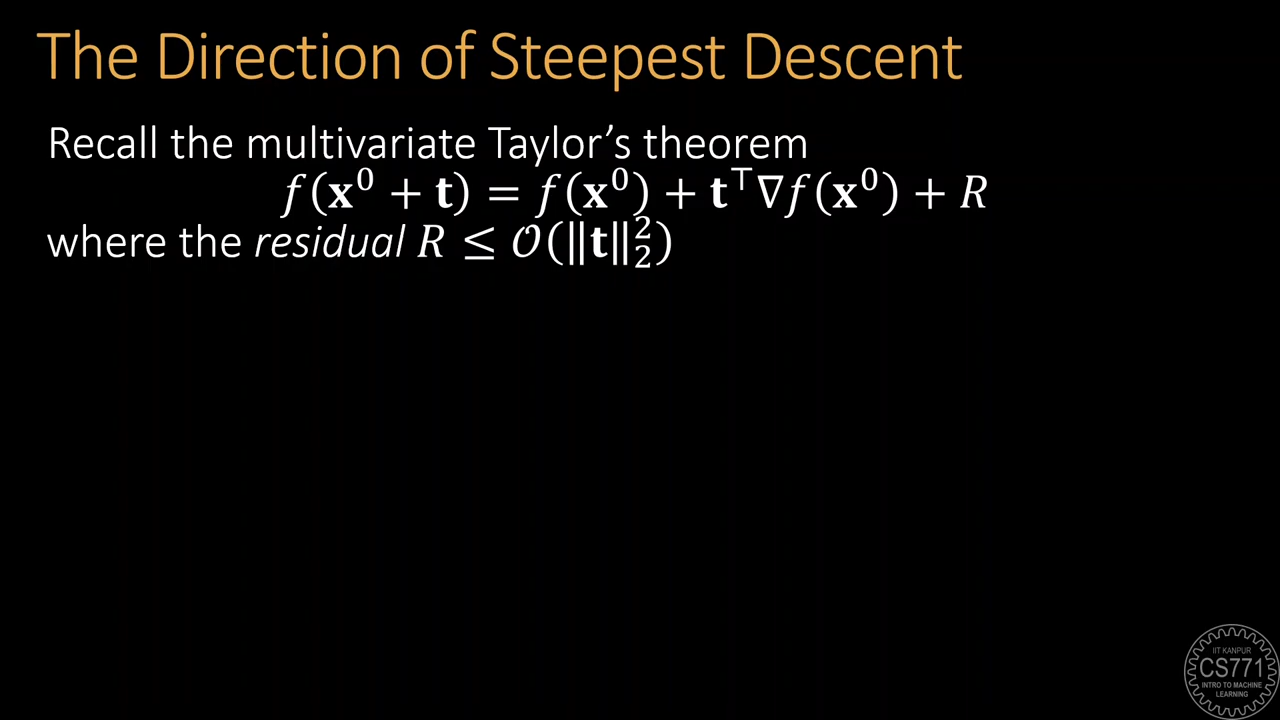 The Direction of Steepest Descent
Recall the multivariate Taylor’s theorem
𝑓(𝐱⁰ + 𝐭) = 𝑓(𝐱⁰) + 𝐭^⊤∇𝑓(𝐱⁰) + 𝑅
where the residual 𝑅 ≤ 𝒪(‖𝐭‖₂²)
IIT KANPUR
CS771
INTRO TO MACHINE
LEARNING